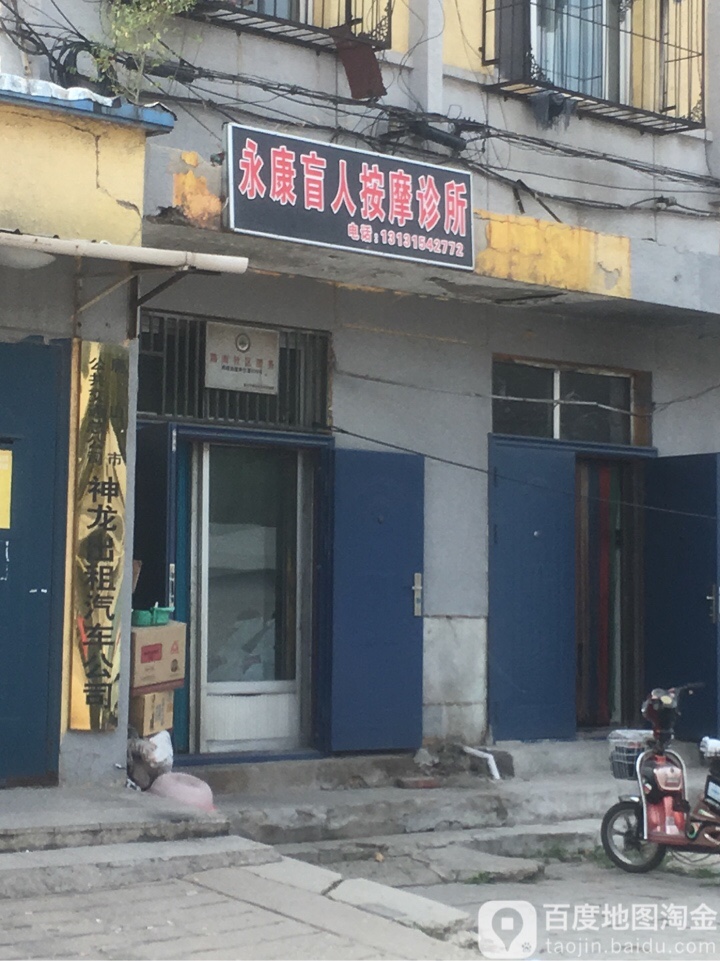 永康盲人按摩诊所
电话：13131542772
神龙出租汽车公司
百度地图淘金
taojin.baidu.com